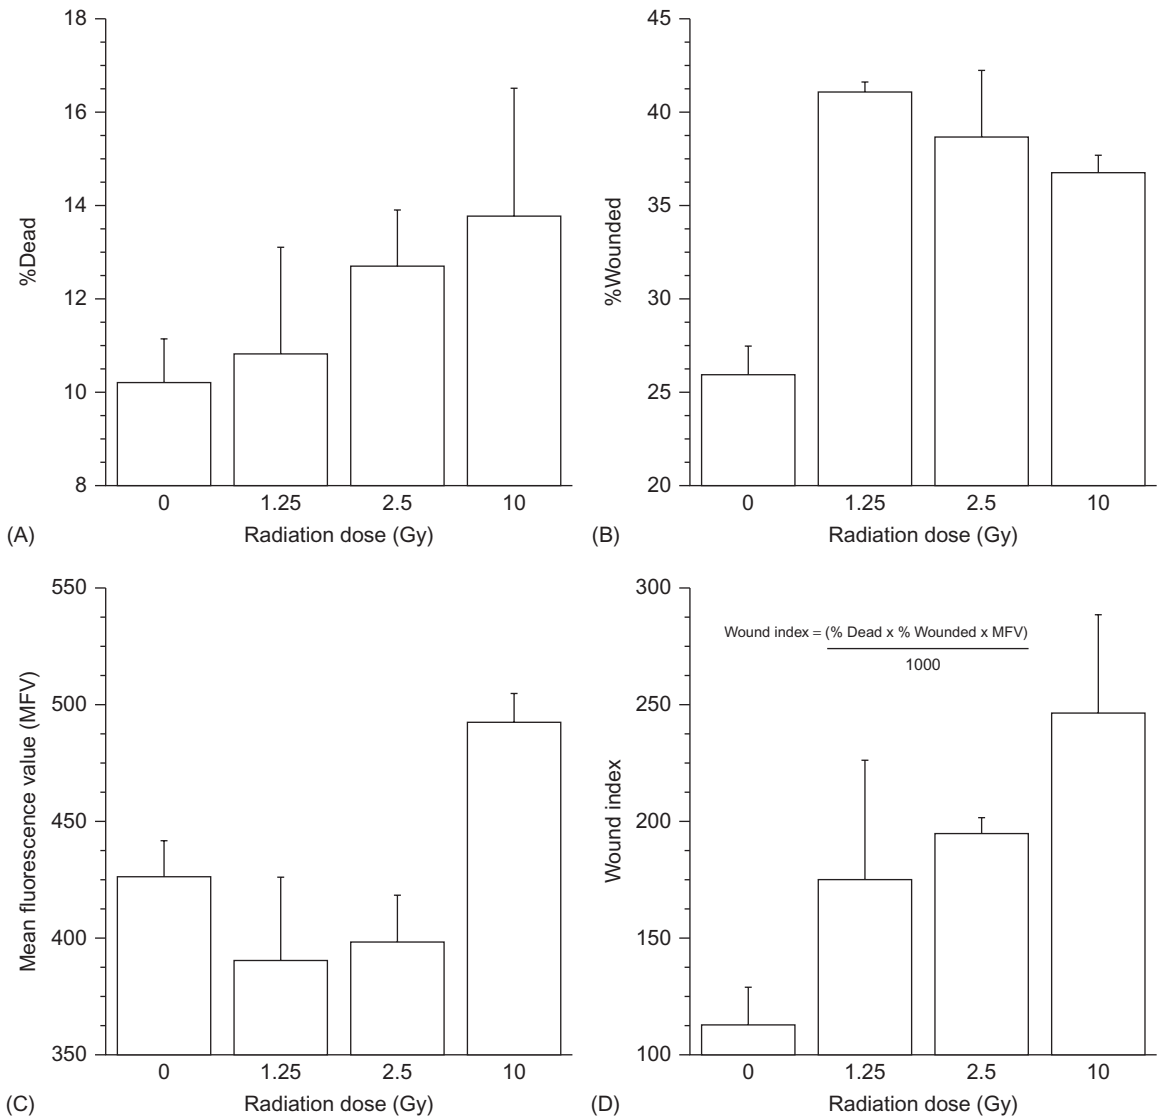 18
16
14
12
10
8
%Dead
0 1.25 2.5 10
(A)
Radiation dose (Gy)
45
40
35
30
25
20
%Wounded
0 1.25 2.5 10
(B)
Radiation dose (Gy)
550
500
450
400
350
Mean fluorescence value (MFV)
0 1.25 2.5 10
(C)
Radiation dose (Gy)
300
250
200
150
100
Wound index
Wound index = (% Dead x % Wounded x MFV)
1000
0 1.25 2.5 10
(D)
Radiation dose (Gy)